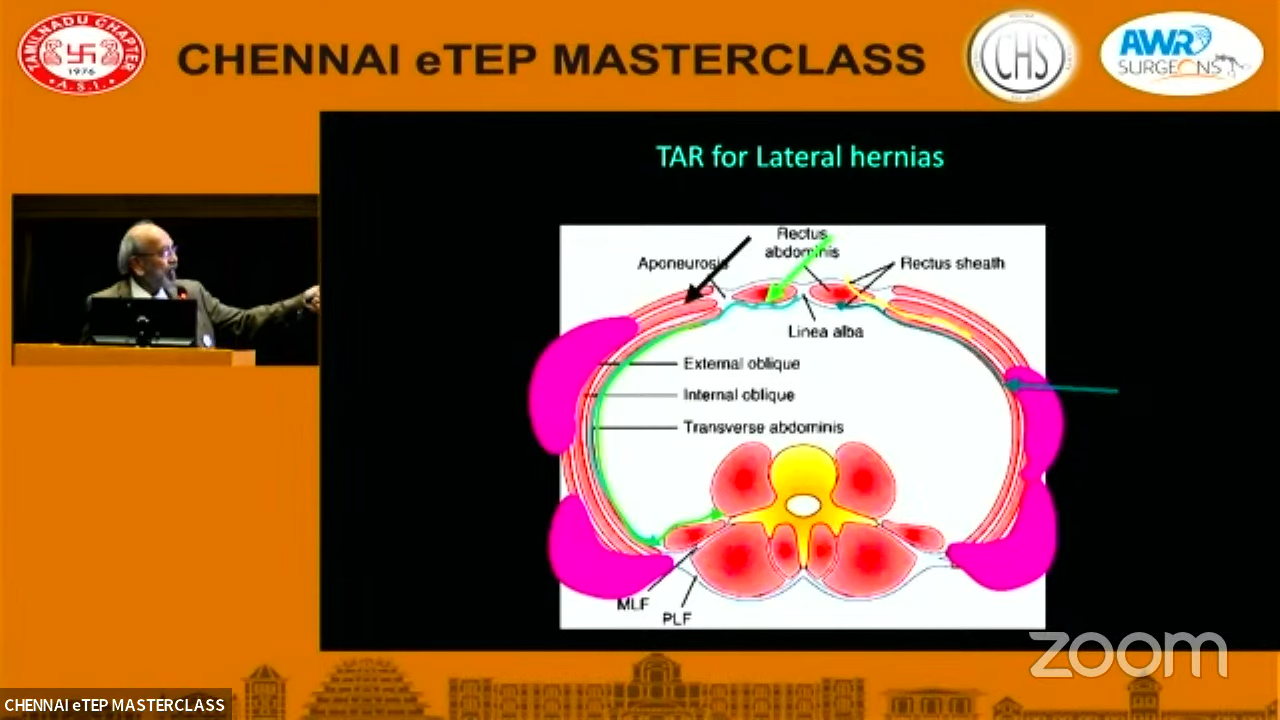 TAMILNADU CHAPTER
1976
A.S.I.
CHENNAI eTEP MASTERCLASS
CHS
AWR
SURGEONS
TAR for Lateral hernias
Rectus
abdominis
Aponeurosis
Rectus sheath
Linea alba
External oblique
Internal oblique
Transverse abdominis
MLF
PLF
zoom
CHENNAI eTEP MASTERCLASS